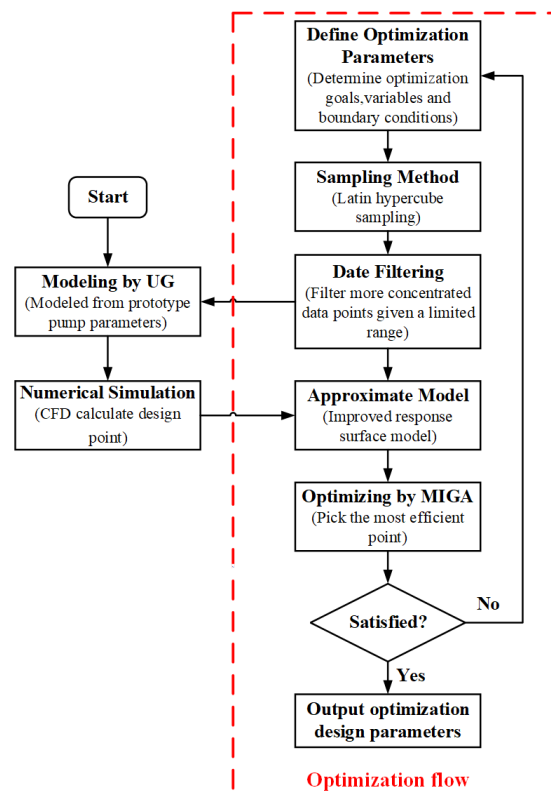 Start
Modeling by UG
(Modeled from prototype
pump parameters)
Numerical Simulation
(CFD calculate design
point)
Define Optimization
Parameters
(Determine optimization
goals,variables and
boundary conditions)
Sampling Method
(Latin hypercube
sampling)
Date Filtering
(Filter more concentrated
data points given a limited
range)
Approximate Model
(Improved response
surface model)
Optimizing by MIGA
(Pick the most efficient
point)
Satisfied?
No
Yes
Output optimization
design parameters
Optimization flow